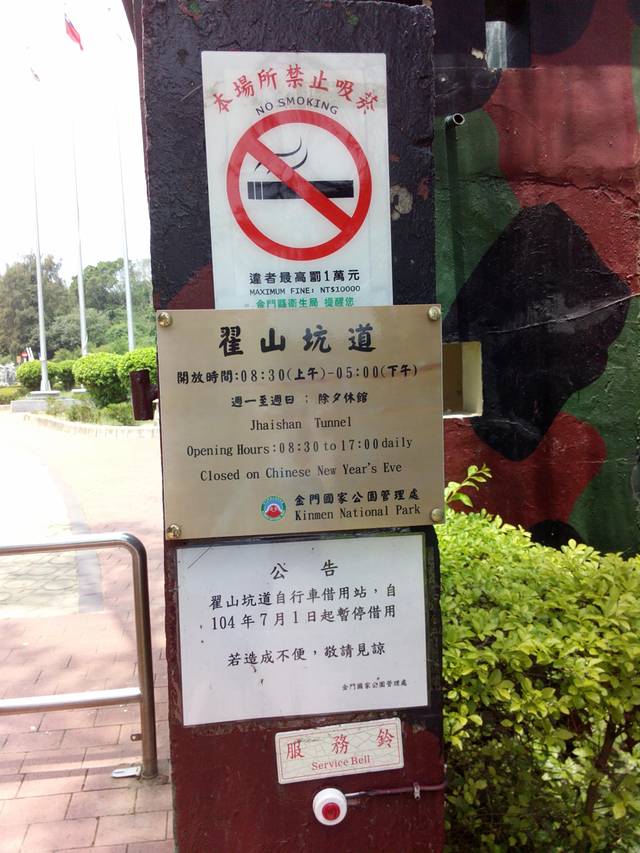 本場所禁止吸菸
NO SMOKING
違者最高罰1萬元
MAXIMUM FINE: NT$10000
金門縣衛生局 提醒您
翟山坑道
開放時間:08:30(上午)-05:00(下午)
週一至週日 : 除夕休館
Jhaishan Tunnel
Opening Hours:08:30 to 17:00 daily
Closed on Chinese New Year's Eve
金門國家公園管理處
Kinmen National Park
公告
翟山坑道自行車借用站，自
104年7月1日起暫停借用
若造成不便，敬請見諒
金門國家公園管理處
服務鈴
Service Bell